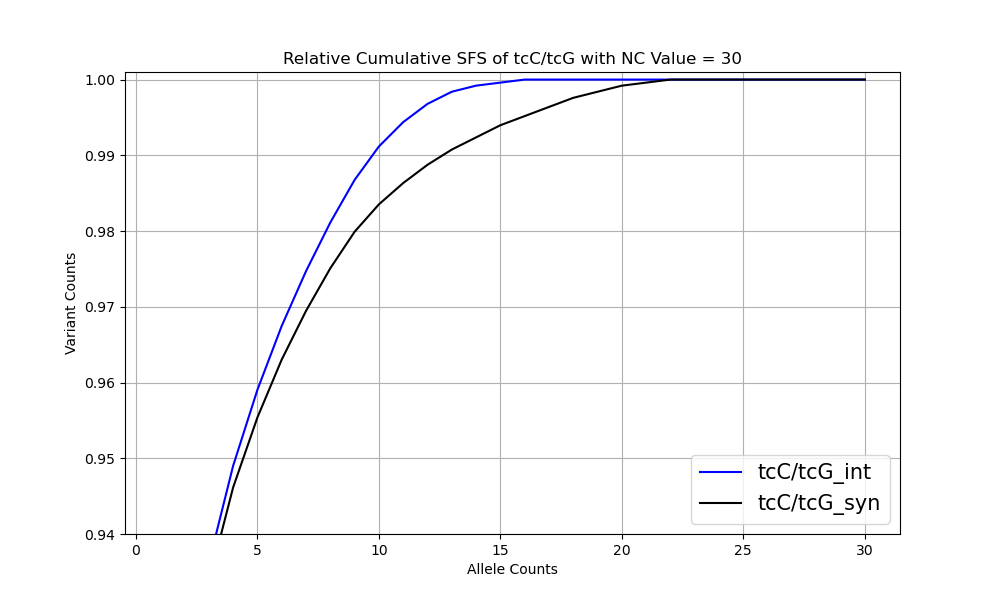 Relative Cumulative SFS of tcC/tcG with NC Value = 30
1.00
0.99
0.98
0.97
0.96
0.95
0.94
Variant Counts
0
5
10
15
20
25
30
Allele Counts
tcC/tcG_int
tcC/tcG_syn